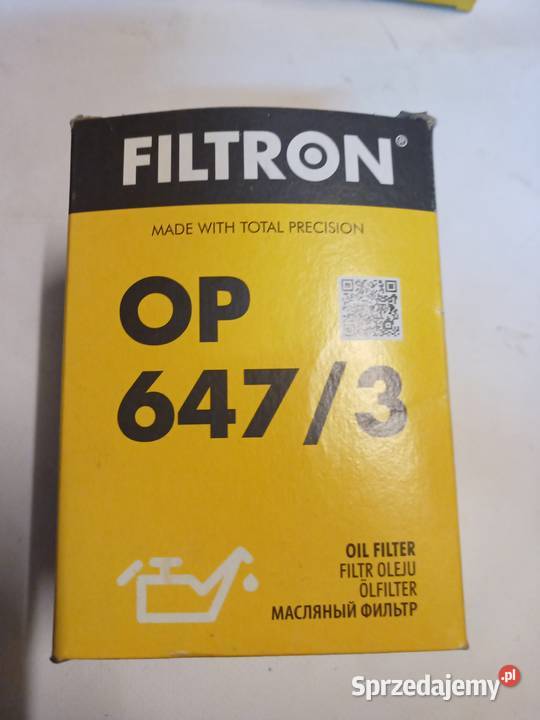 FILTRON®
MADE WITH TOTAL PRECISION
OP
647/3
OIL FILTER
FILTR OLEJU
ÖLFILTER
МАСЛЯНЫЙ ФИЛЬТР
Sprzedajemy.pl